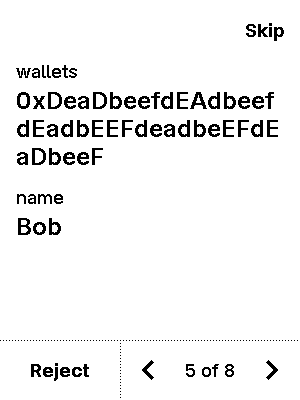 Skip
wallets
0xDeaDbeefdEAdbeef
dEadbEEFdeadbeEFdE
aDbeeF
name
Bob
Reject
5 of 8